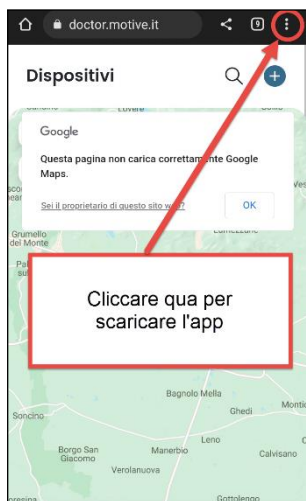 doctor.motive.it
9
Dispositivi
Lovere
Google
Questa pagina non carica correttamente Google
Maps.
Sei il proprietario di questo sito web?
OK
Grumello
del Monte
Lumezzane
Cliccare qua per
scaricare l'app
Bagnolo Mella
Soncino
Ghedi
Leno
Borgo San
Giacomo
Manerbio
Calvisano
Verolanuova
Gottolengo